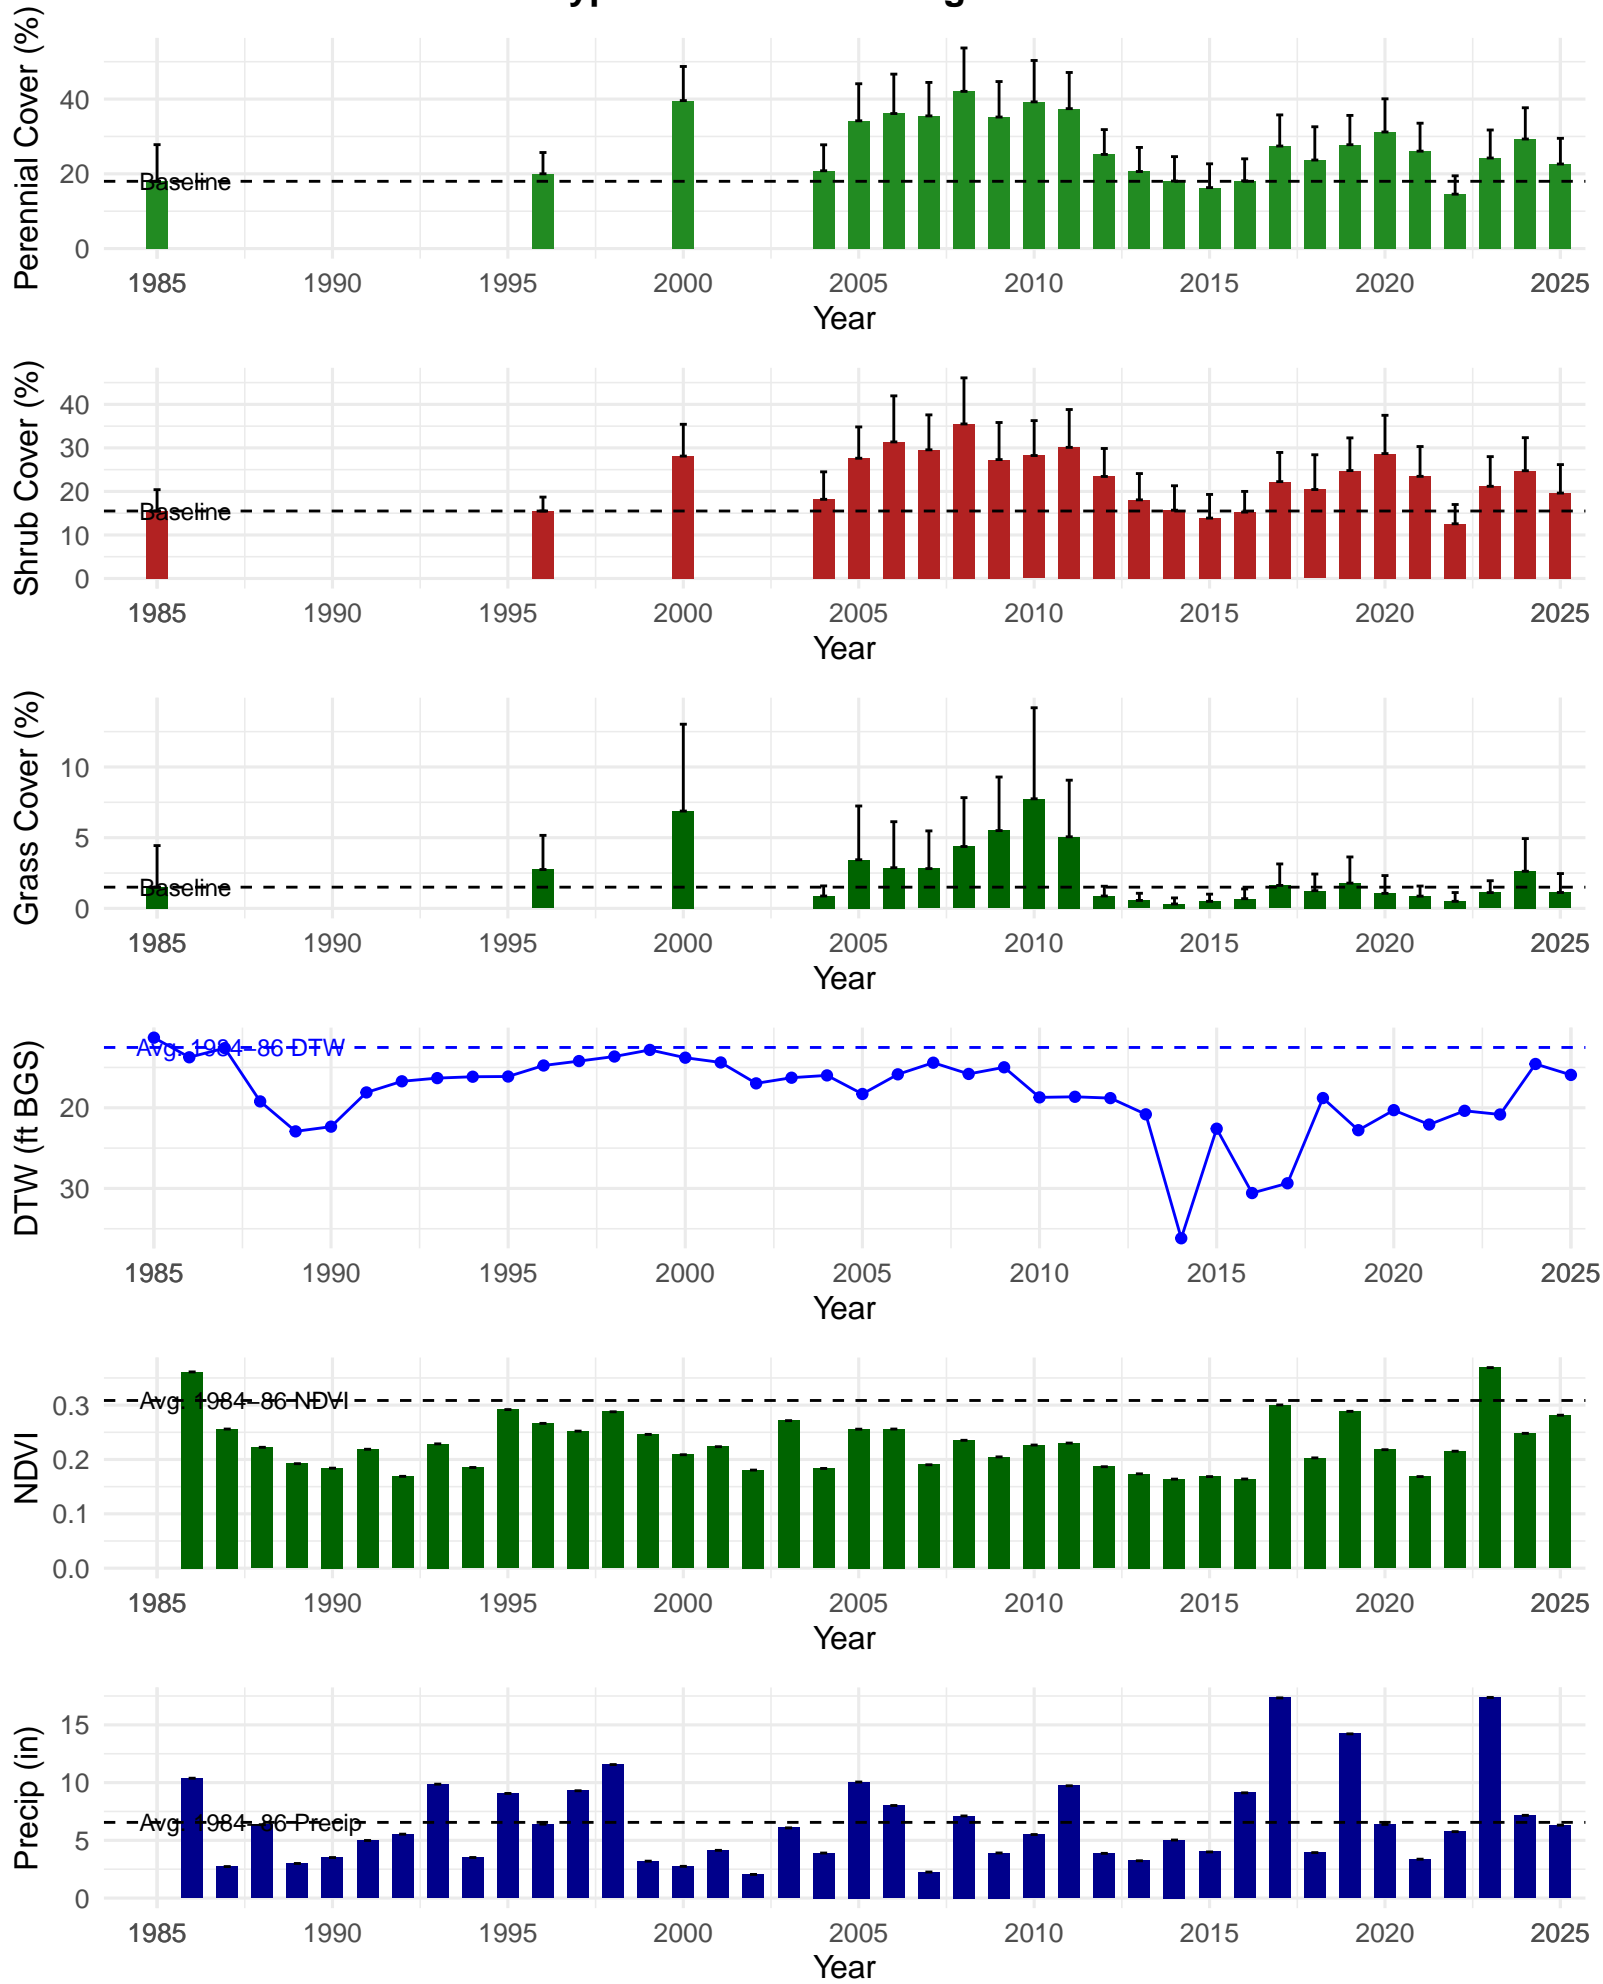 Perennial Cover (%)
40
20
0
Baseline
1985 1990 1995 2000 2005 2010 2015 2020 2025
Year
Shrub Cover (%)
40
30
20
10
0
Baseline
1985 1990 1995 2000 2005 2010 2015 2020 2025
Year
Grass Cover (%)
10
5
0
Baseline
1985 1990 1995 2000 2005 2010 2015 2020 2025
Year
DTW (ft BGS)
20
30
Avg. 1984–86 DTW
1985 1990 1995 2000 2005 2010 2015 2020 2025
Year
NDVI
0.3
0.2
0.1
0.0
Avg. 1984–86 NDVI
1985 1990 1995 2000 2005 2010 2015 2020 2025
Year
Precip (in)
15
10
5
0
Avg. 1984–86 Precip
1985 1990 1995 2000 2005 2010 2015 2020 2025
Year